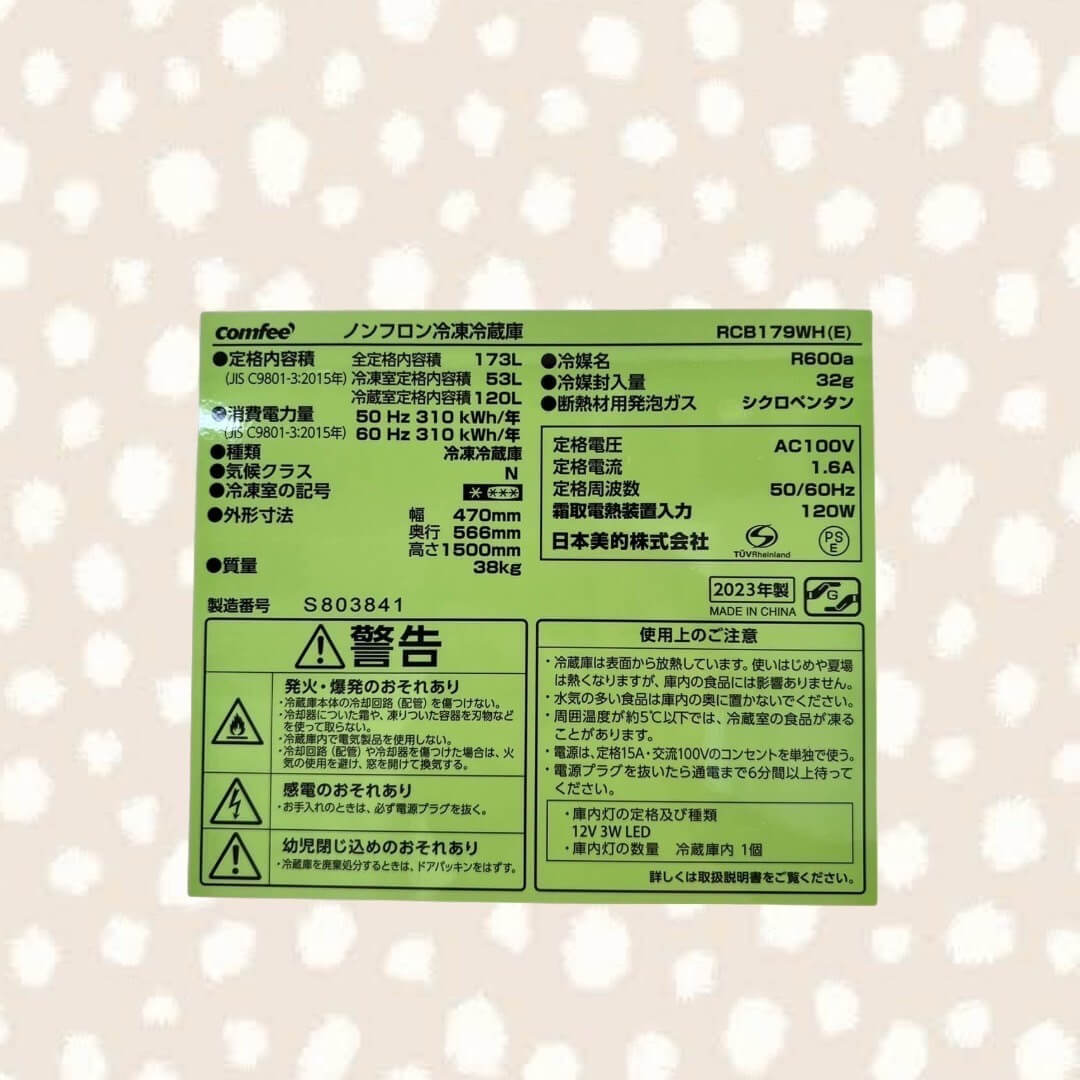 comfee' ノンフロン冷凍冷蔵庫 RCB179WH(E)
●定格内容積 全定格内容積 173L
(JIS C9801-3:2015年) 冷凍室定格内容積 53L
冷蔵室定格内容積 120L
●消費電力量 50 Hz 310 kWh/年
(JIS C9801-3:2015年) 60 Hz 310 kWh/年
●種類 冷凍冷蔵庫
●気候クラス N
●冷凍室の記号
●外形寸法 幅 470mm
奥行 566mm
高さ1500mm
●質量 38kg
製造番号 S803841
●冷媒名 R600a
●冷媒封入量 32g
●断熱材用発泡ガス シクロペンタン
定格電圧 AC100V
定格電流 1.6A
定格周波数 50/60Hz
霜取電熱装置入力 120W
日本美的株式会社 TÜVRheinland PS E
2023年製
MADE IN CHINA G
警告
発火・爆発のおそれあり
・冷蔵庫本体の冷却回路（配管）を傷つけない。
・冷却器についた霜や、凍りついた容器を刃物など
を使って取らない。
・冷蔵庫内で電気製品を使用しない。
・冷却回路（配管）や冷却器を傷つけた場合は、火
気の使用を避け、窓を開けて換気する。
感電のおそれあり
・お手入れのときは、必ず電源プラグを抜く。
幼児閉じ込めのおそれあり
・冷蔵庫を廃棄処分するときは、ドアパッキンをはずす。
使用上のご注意
・冷蔵庫は表面から放熱しています。使いはじめや夏場
は熱くなりますが、庫内の食品には影響ありません。
・水気の多い食品は庫内の奥に置かないでください。
・周囲温度が約5℃以下では、冷蔵室の食品が凍る
ことがあります。
・電源は、定格15A・交流100Vのコンセントを単独で使う。
・電源プラグを抜いたら通電まで6分間以上待って
ください。
・庫内灯の定格及び種類
12V 3W LED
・庫内灯の数量 冷蔵庫内 1個
詳しくは取扱説明書をご覧ください。